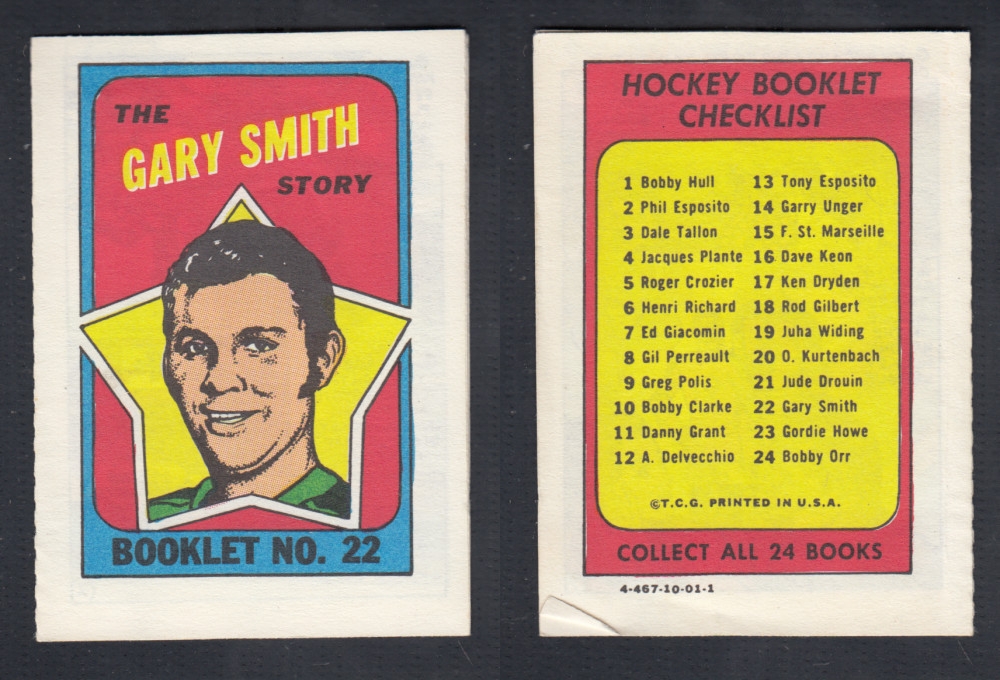 THE
GARY SMITH
STORY
BOOKLET NO. 22
HOCKEY BOOKLET
CHECKLIST
1 Bobby Hull
2 Phil Esposito
3 Dale Tallon
4 Jacques Plante
5 Roger Crozier
6 Henri Richard
7 Ed Giacomin
8 Gil Perreault
9 Greg Polis
10 Bobby Clarke
11 Danny Grant
12 A. Delvecchio
13 Tony Esposito
14 Garry Unger
15 F. St. Marseille
16 Dave Keon
17 Ken Dryden
18 Rod Gilbert
19 Juha Widing
20 O. Kurtenbach
21 Jude Drouin
22 Gary Smith
23 Gordie Howe
24 Bobby Orr
©T.C.G. PRINTED IN U.S.A.
COLLECT ALL 24 BOOKS
4-467-10-01-1